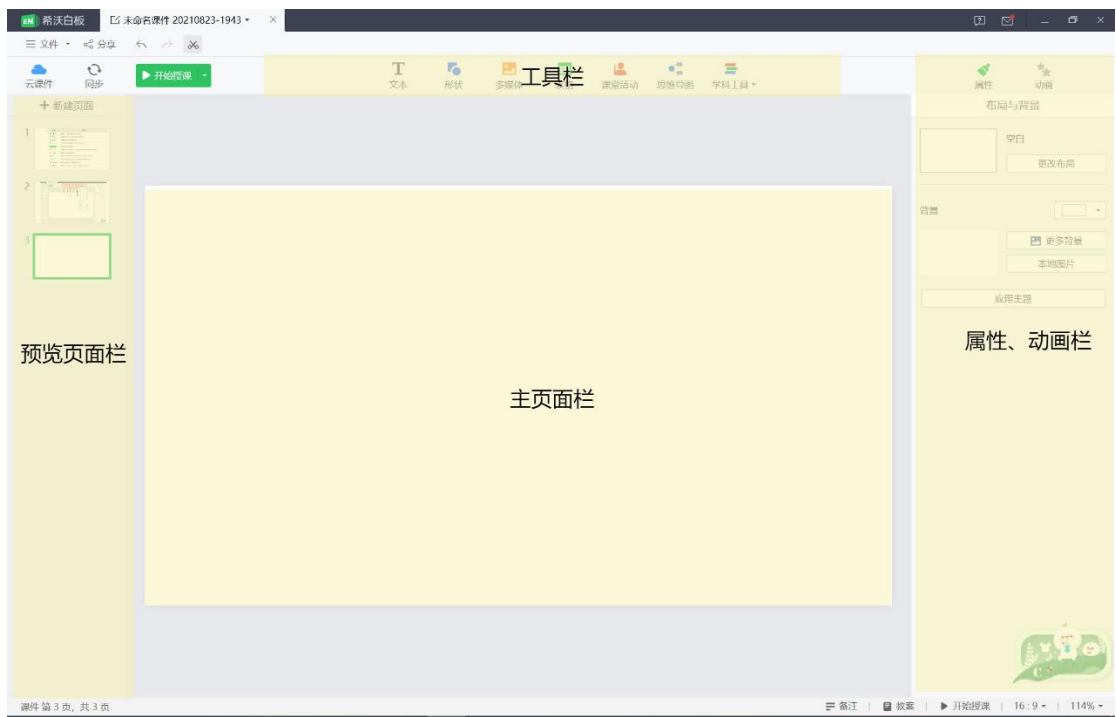 希沃白板 未命名课件 20210823-1943
文件 分享
云课件 同步 开始授课 文本 形状 多媒体 工具栏 课堂活动 思维导图 学科工具 属性 动画
新建页面 布局与背景
1
空白
更改布局
2
背景
3
更多背景
本地图片
应用主题
预览页面栏 属性、动画栏
主页面栏
课件 第 3 页, 共 3 页 备注 教案 开始授课 16:9 114%